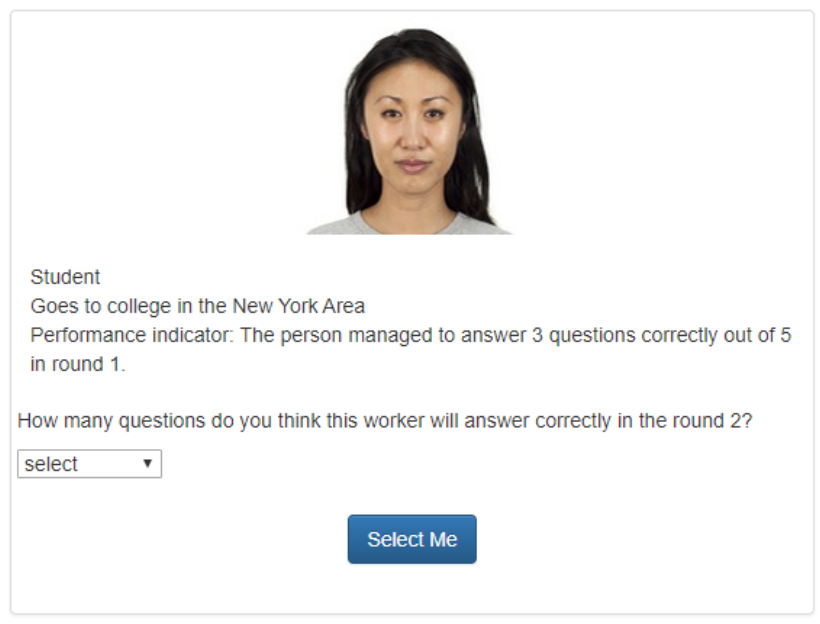 Student
Goes to college in the New York Area
Performance indicator: The person managed to answer 3 questions correctly out of 5
in round 1.
How many questions do you think this worker will answer correctly in the round 2?
select
Select Me